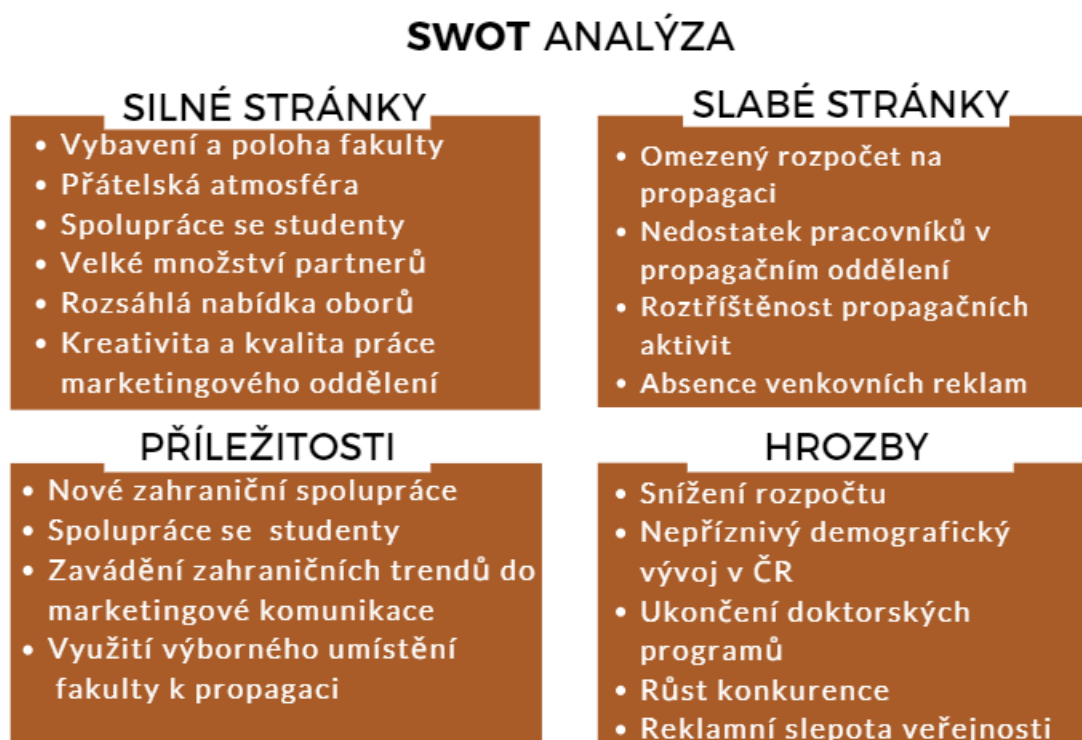 SWOT ANALÝZA
SILNÉ STRÁNKY
• Vybavení a poloha fakulty
• Přátelská atmosféra
• Spolupráce se studenty
• Velké množství partnerů
• Rozsáhlá nabídka oborů
• Kreativita a kvalita práce
marketingového oddělení
SLABÉ STRÁNKY
• Omezený rozpočet na
propagaci
• Nedostatek pracovníků v
propagačním oddělení
• Roztříštěnost propagačních
aktivit
• Absence venkovních reklam
PŘÍLEŽITOSTI
• Nové zahraniční spolupráce
• Spolupráce se studenty
• Zavádění zahraničních trendů do
marketingové komunikace
• Využití výborného umístění
fakulty k propagaci
HROZBY
• Snížení rozpočtu
• Nepříznivý demografický
vývoj v ČR
• Ukončení doktorských
programů
• Růst konkurence
• Reklamní slepota veřejnosti